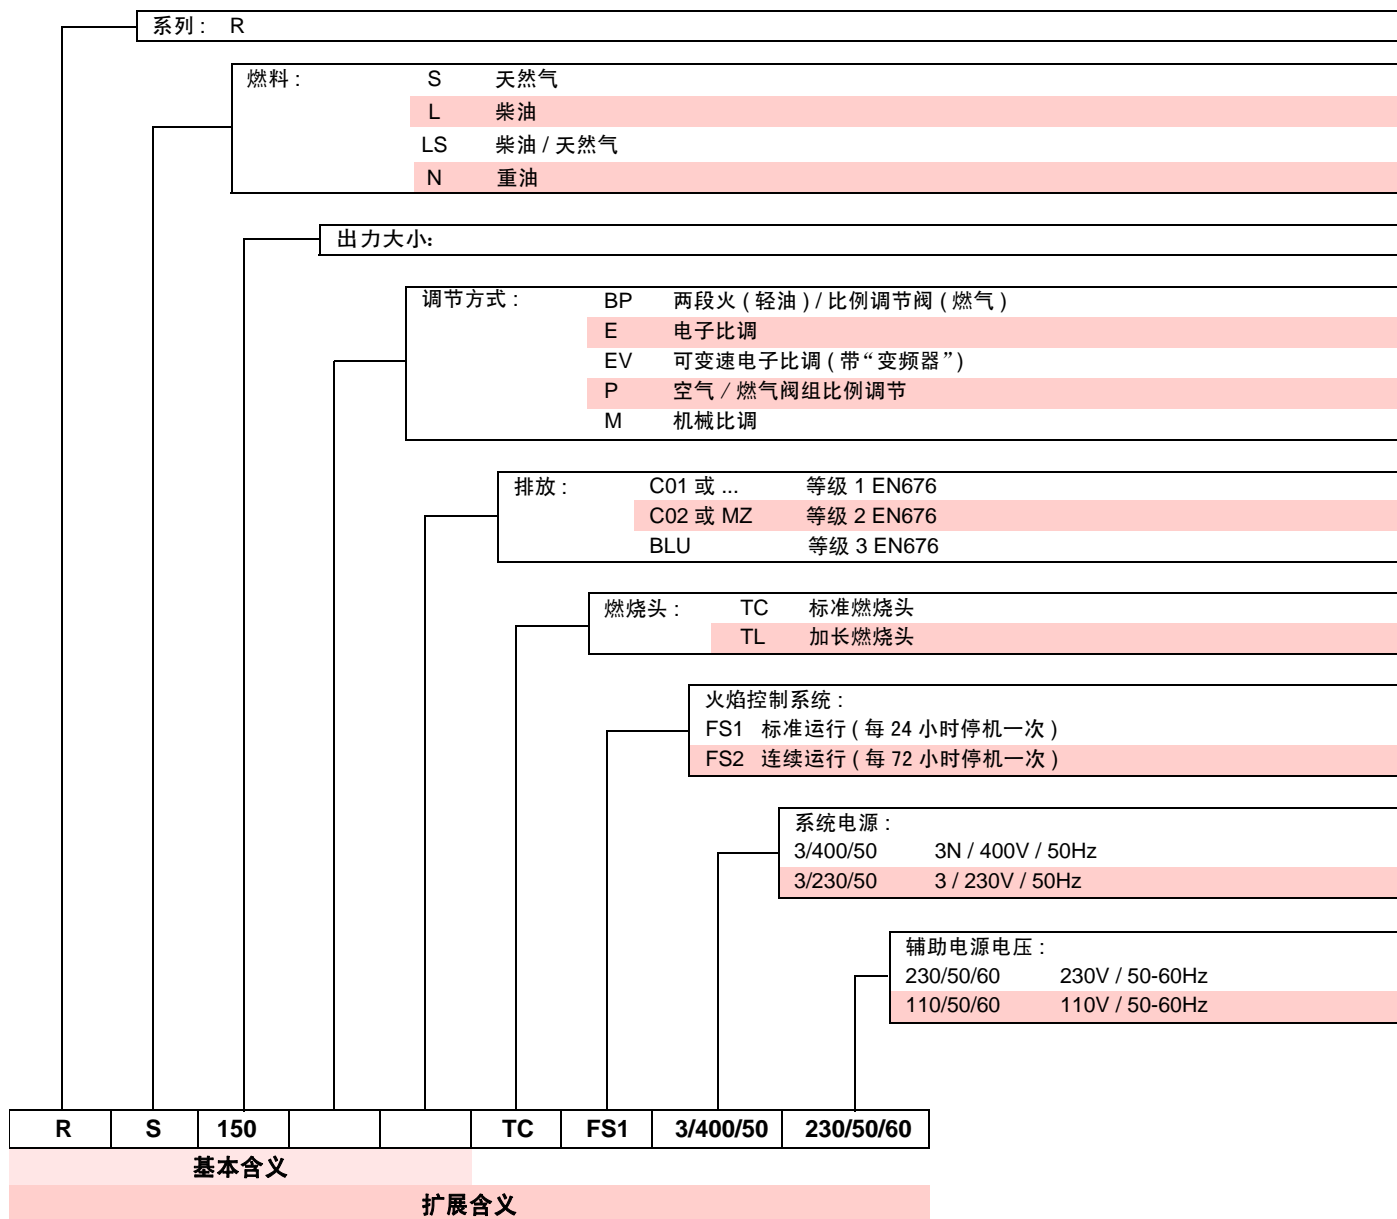 系列： R
燃料： S 天然气
L 柴油
LS 柴油 / 天然气
N 重油
出力大小:
调节方式： BP 两段火 ( 轻油 ) / 比例调节阀 ( 燃气 )
E 电子比调
EV 可变速电子比调 ( 带“变频器”)
P 空气 / 燃气阀组比例调节
M 机械比调
排放： C01 或 ... 等级 1 EN676
C02 或 MZ 等级 2 EN676
BLU 等级 3 EN676
燃烧头： TC 标准燃烧头
TL 加长燃烧头
火焰控制系统：
FS1 标准运行 ( 每 24 小时停机一次 )
FS2 连续运行 ( 每 72 小时停机一次 )
系统电源：
3/400/50 3N / 400V / 50Hz
3/230/50 3 / 230V / 50Hz
辅助电源电压：
230/50/60 230V / 50-60Hz
110/50/60 110V / 50-60Hz
R S 150 TC FS1 3/400/50 230/50/60
基本含义
扩展含义